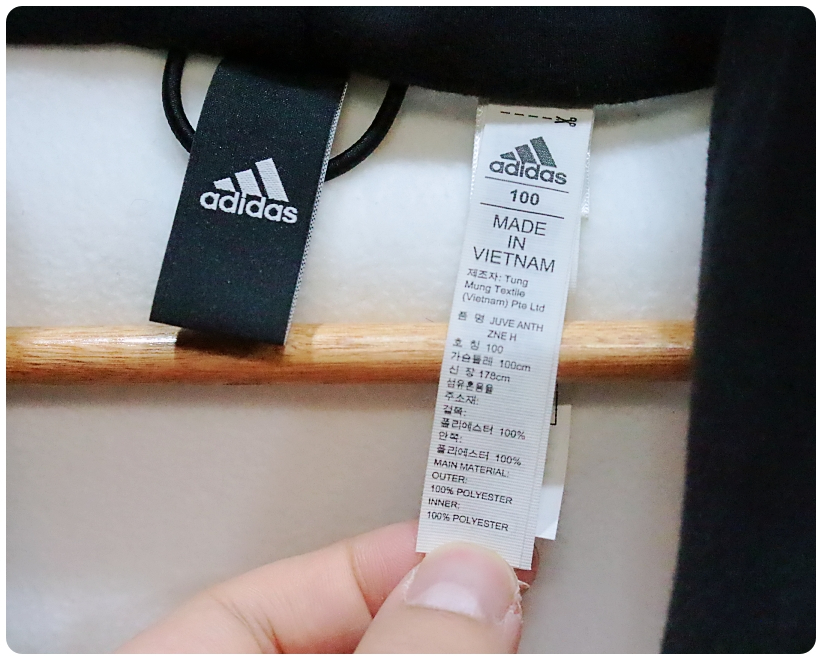 adidas
adidas
100
MADE
IN
VIETNAM
제조자: Tung
Mung Textile
(Vietnam) Pte Ltd
품 명 JUVE ANTH
ZNE H
호 칭 100
가슴둘레 100cm
신 장 178cm
섬유혼용율
주소재:
겉쪽:
폴리에스터 100%
안쪽:
폴리에스터 100%
MAIN MATERIAL:
OUTER:
100% POLYESTER
INNER:
100% POLYESTER